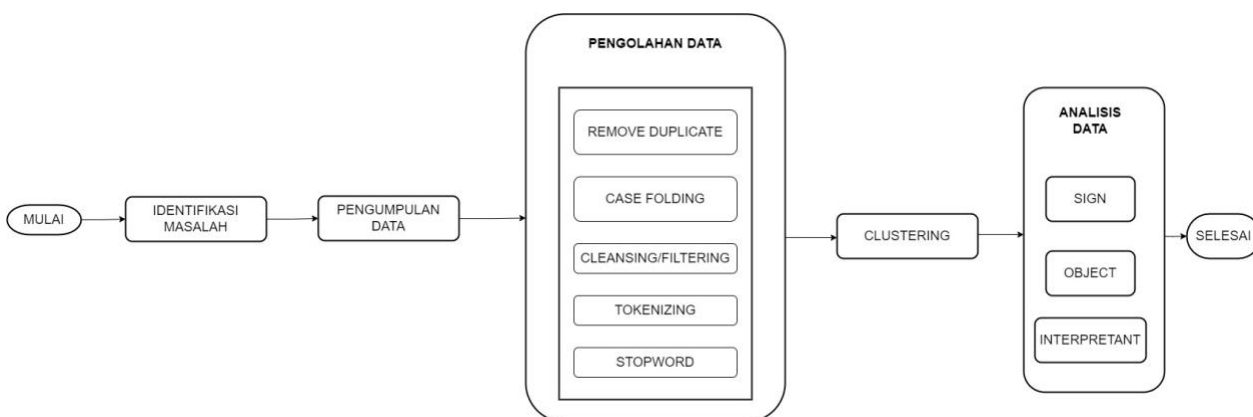 MULAI
IDENTIFIKASI
MASALAH
PENGUMPULAN
DATA
PENGOLAHAN DATA
REMOVE DUPLICATE
CASE FOLDING
CLEANSING/FILTERING
TOKENIZING
STOPWORD
CLUSTERING
ANALISIS
DATA
SIGN
OBJECT
INTERPRETANT
SELESAI